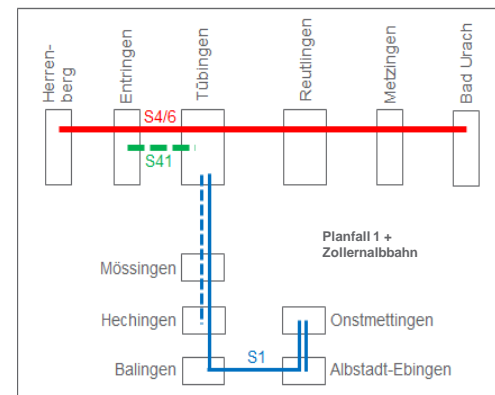 Herren-
berg
Entringen
Tübingen
Reutlingen
Metzingen
Bad Urach
S4/6
S41
Planfall 1 +
Zollernalbbahn
Mössingen
Hechingen
Onstmettingen
Balingen
S1
Albstadt-Ebingen